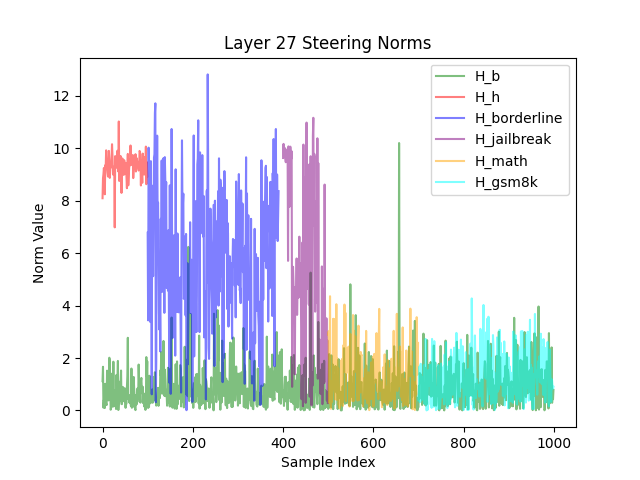 Layer 27 Steering Norms
H_b
H_h
H_borderline
H_jailbreak
H_math
H_gsm8k
Norm Value
12
10
8
6
4
2
0
0 200 400 600 800 1000
Sample Index